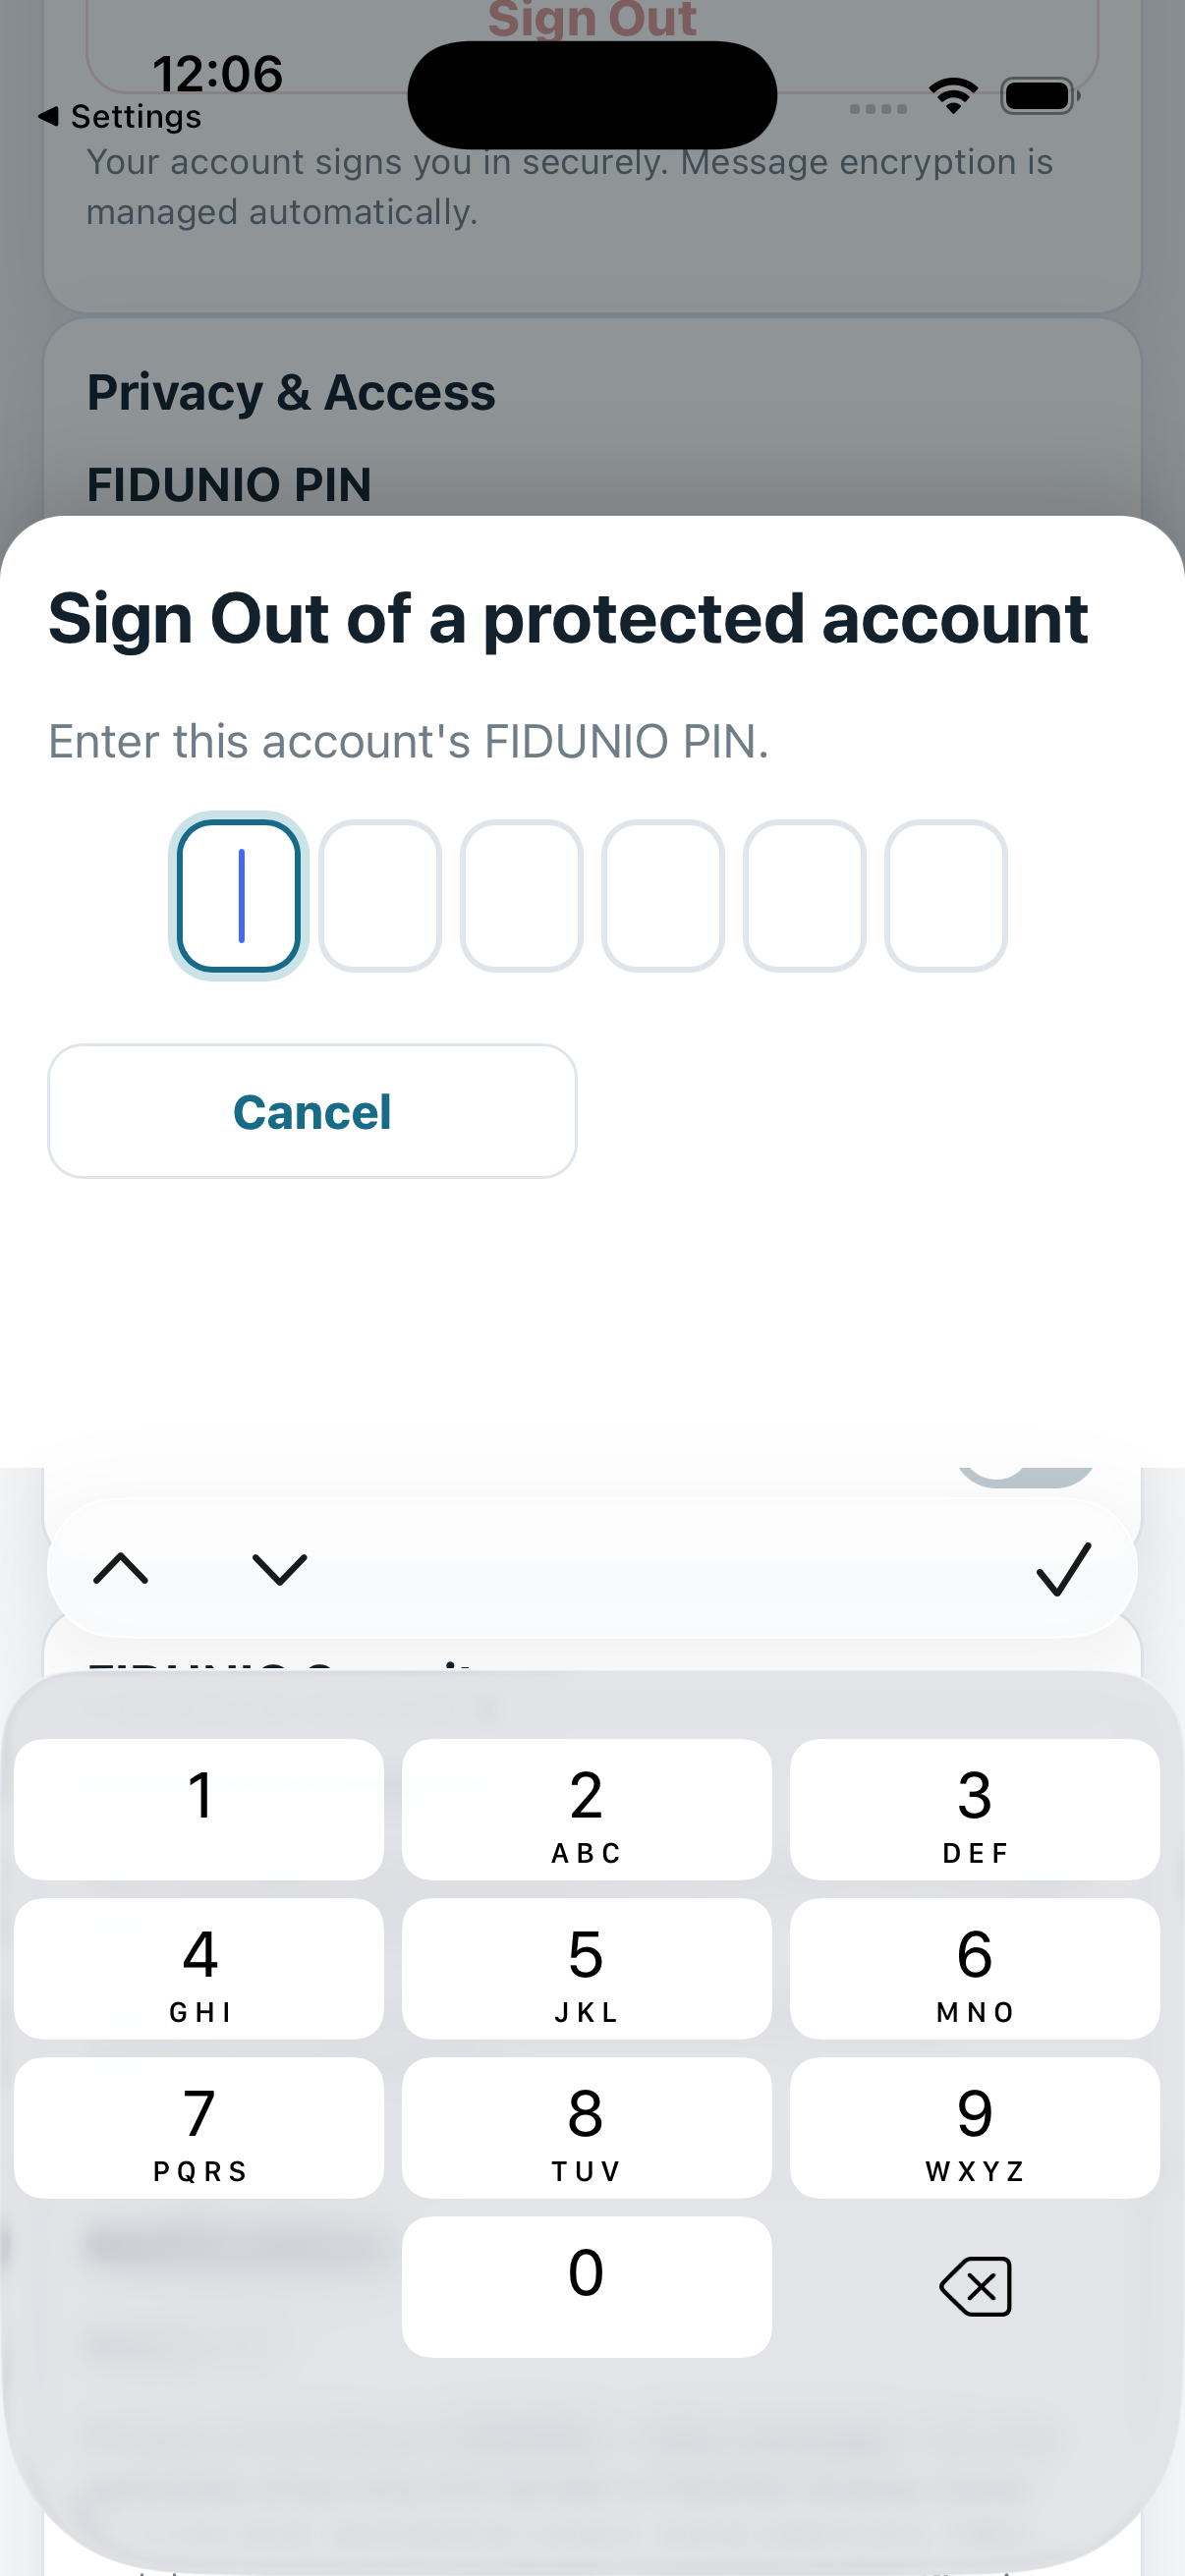 Sign Out
12:06
Settings
Your account signs you in securely. Message encryption is
managed automatically.
Privacy & Access
FIDUNIO PIN
Sign Out of a protected account
Enter this account's FIDUNIO PIN.
Cancel
1
2
ABC
3
DEF
4
GHI
5
JKL
6
MNO
7
PQRS
8
TUV
9
WXYZ
0